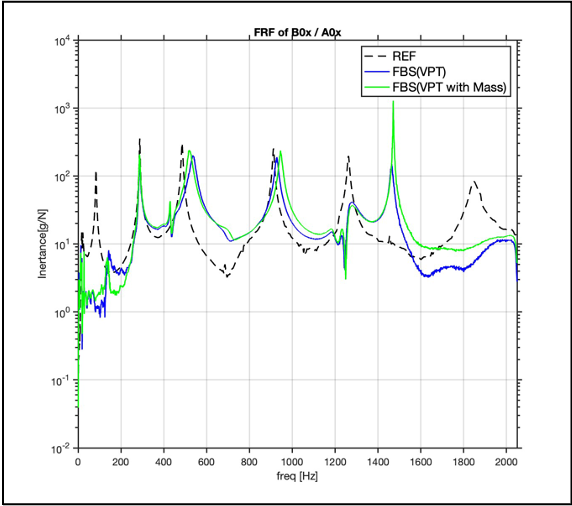 FRF of B0x / A0x
REF
FBS(VPT)
FBS(VPT with Mass)
10^4
10^3
10^2
10^1
10^0
10^-1
10^-2
Inertance[g/N]
0 200 400 600 800 1000 1200 1400 1600 1800 2000
freq [Hz]